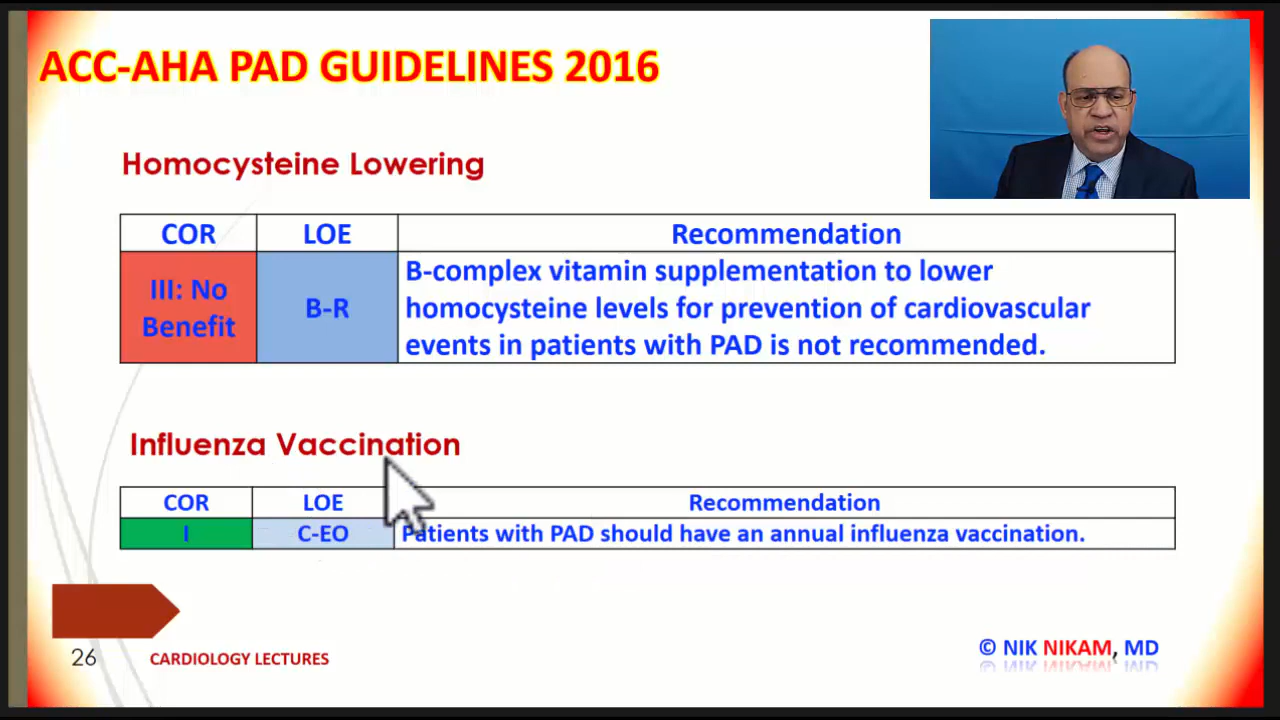 ACC-AHA PAD GUIDELINES 2016
Homocysteine Lowering
COR LOE Recommendation
III: No Benefit
B-R
B-complex vitamin supplementation to lower
homocysteine levels for prevention of cardiovascular
events in patients with PAD is not recommended.
Influenza Vaccination
COR LOE Recommendation
I C-EO Patients with PAD should have an annual influenza vaccination.
26 CARDIOLOGY LECTURES
© NIK NIKAM, MD